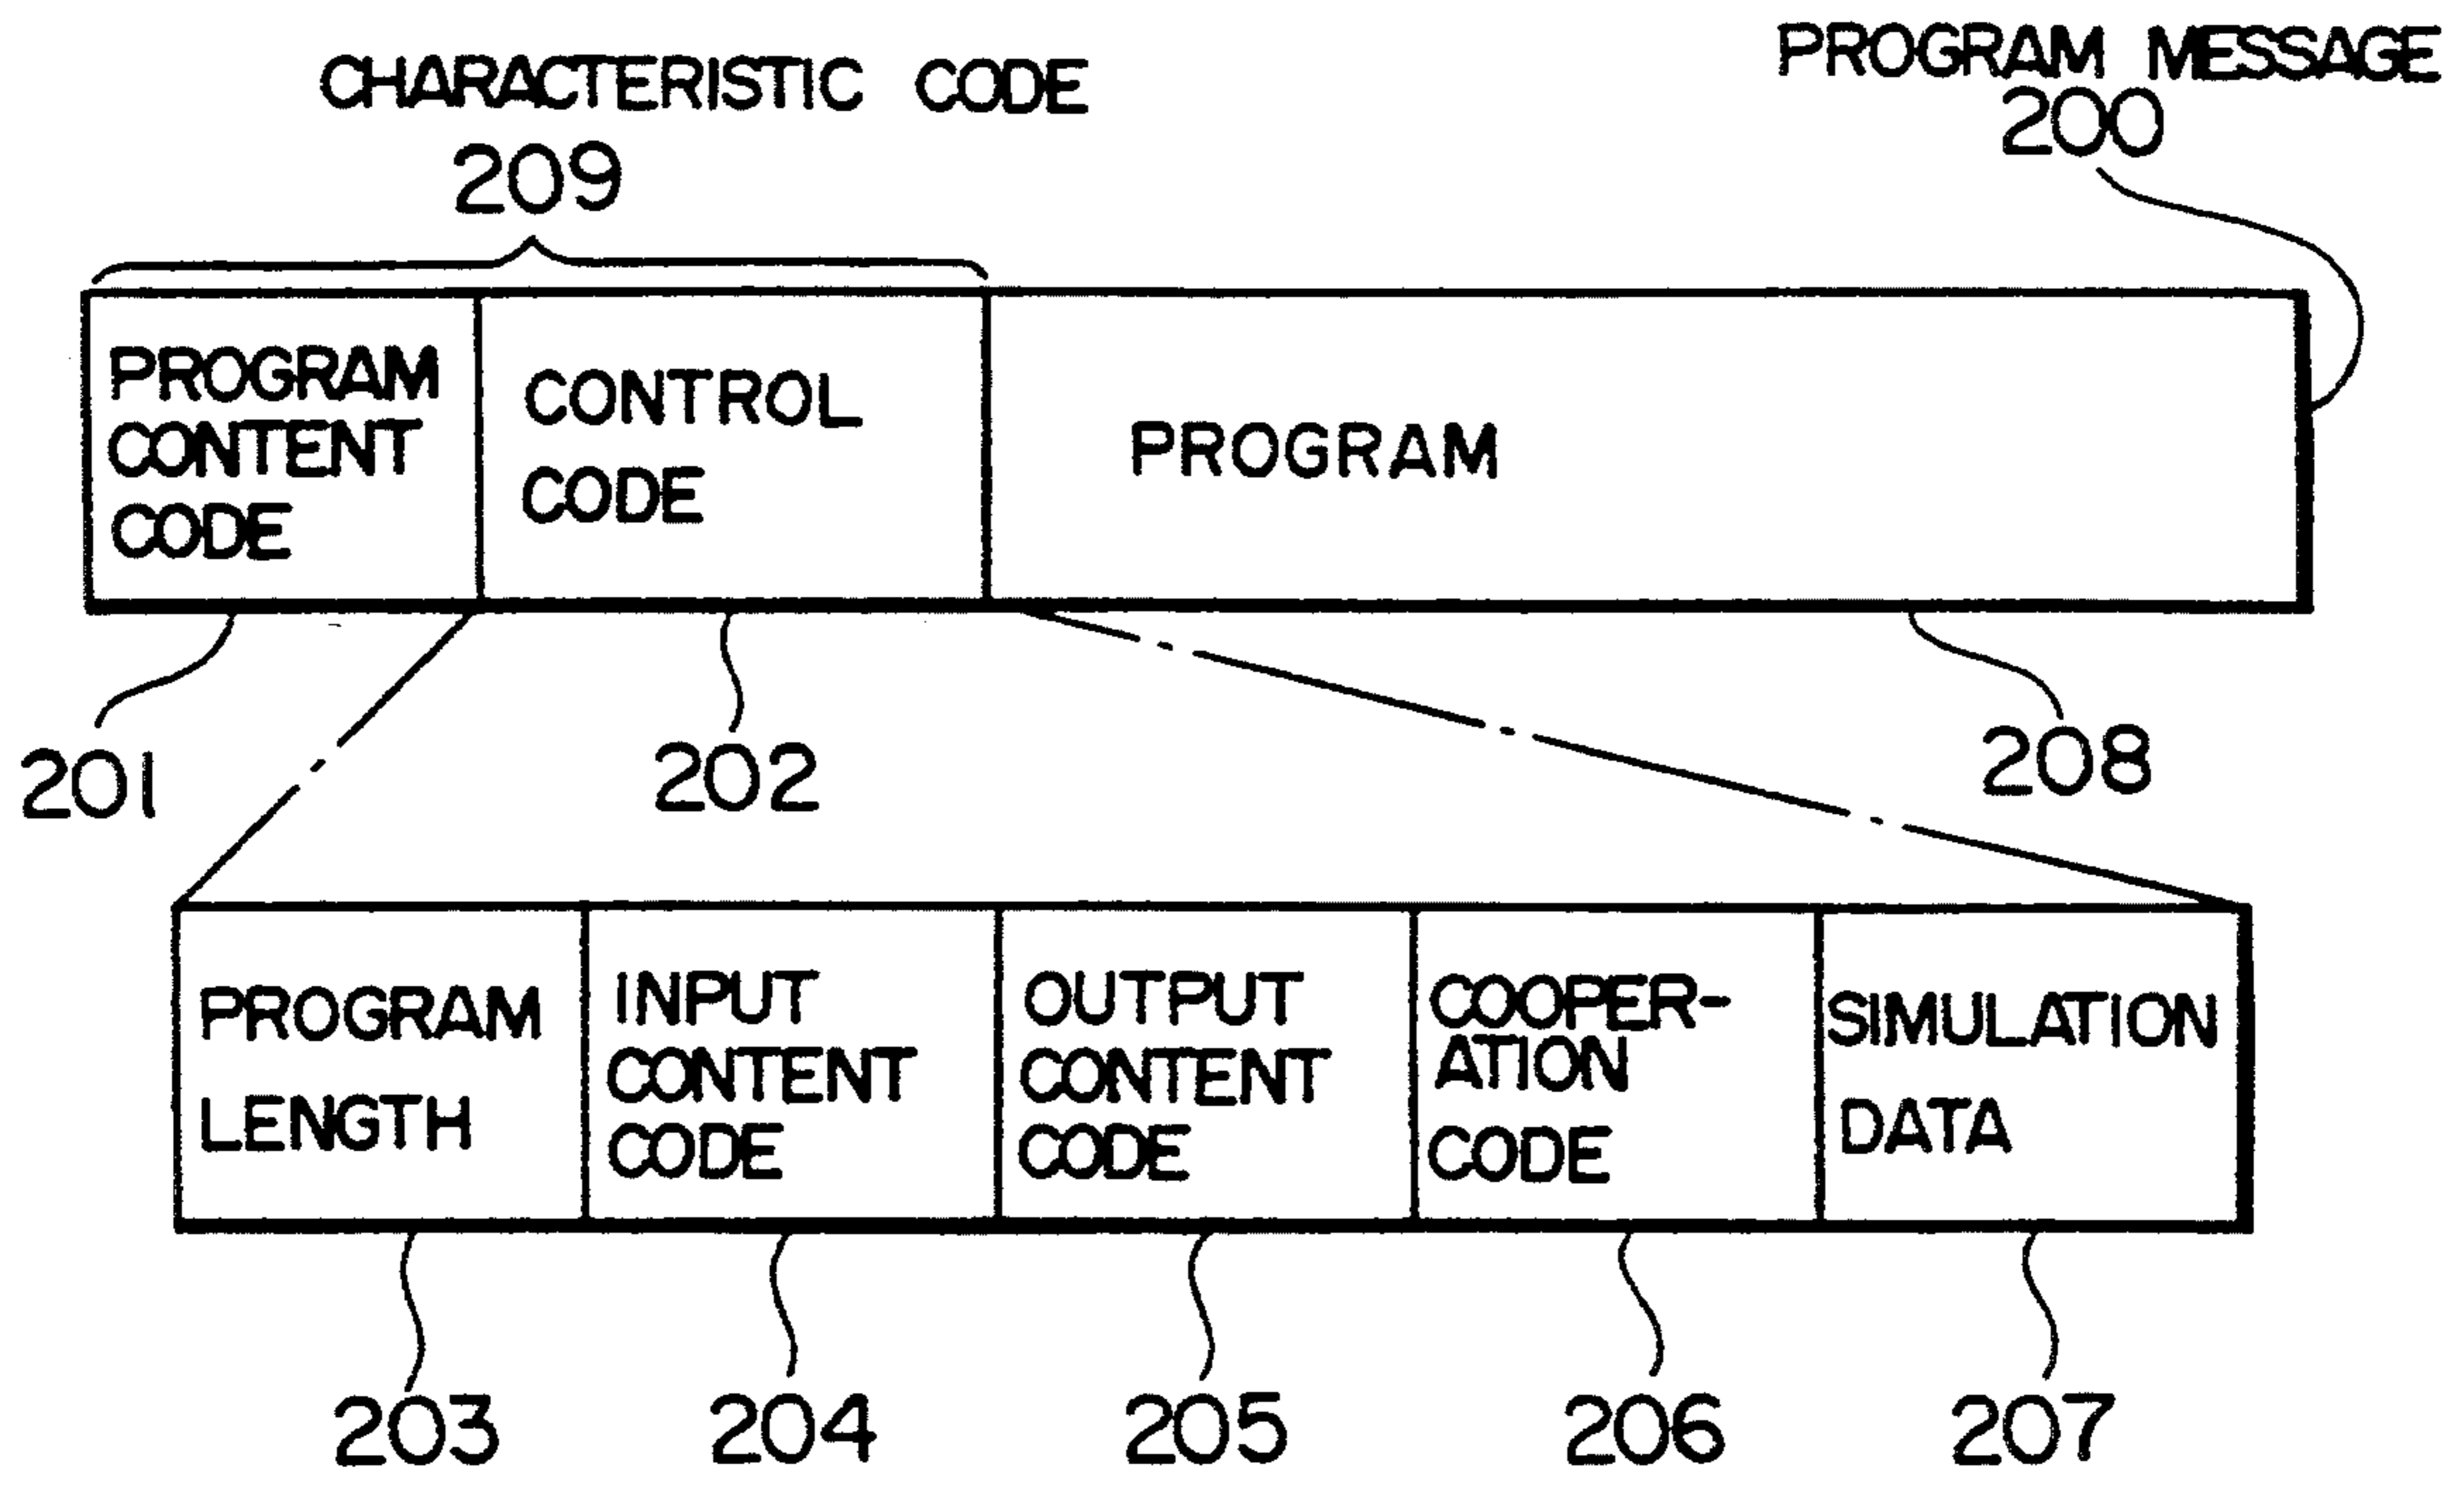 CHARACTERISTIC CODE
209
PROGRAM MESSAGE
200
PROGRAM
CONTENT
CODE
CONTROL
CODE
PROGRAM
201
202
208
PROGRAM
LENGTH
INPUT
CONTENT
CODE
OUTPUT
CONTENT
CODE
COOPER-
ATION
CODE
SIMULATION
DATA
203
204
205
206
207